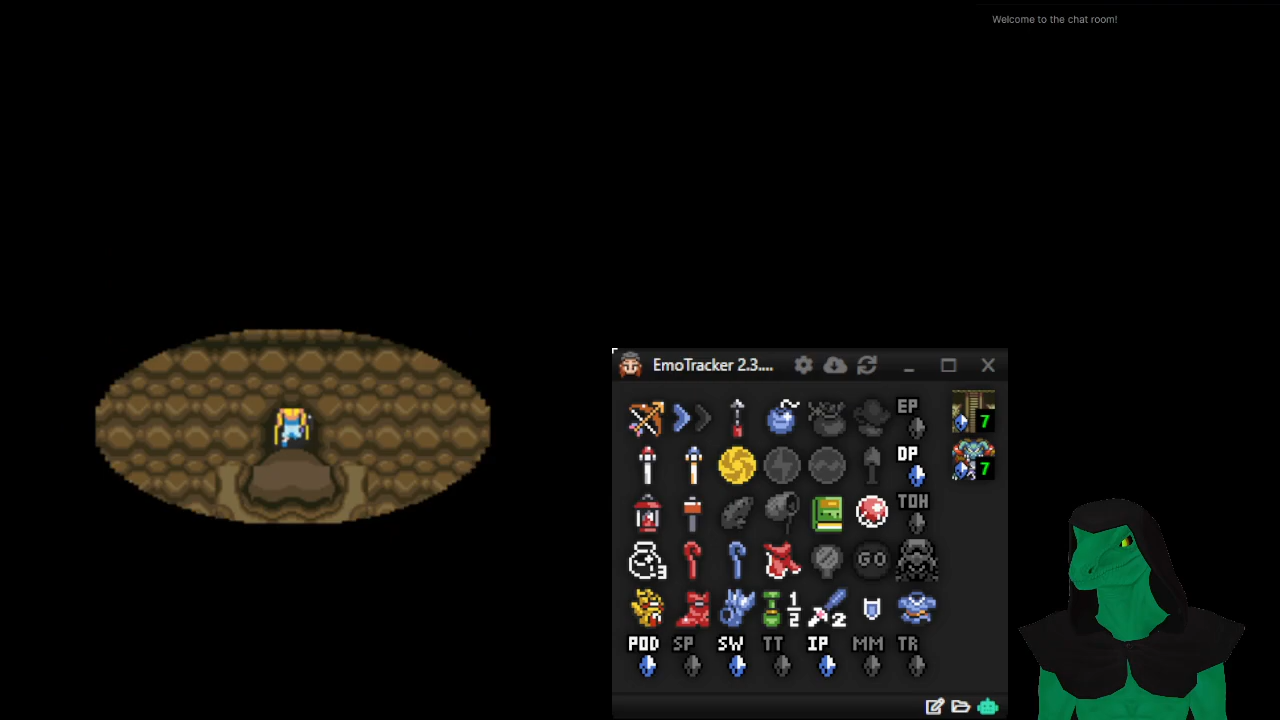 Welcome to the chat room!
EmoTracker 2.3....
EP
7
DP
7
TOH
3
GO
1/2
2
POD SP SW TT IP MM TR